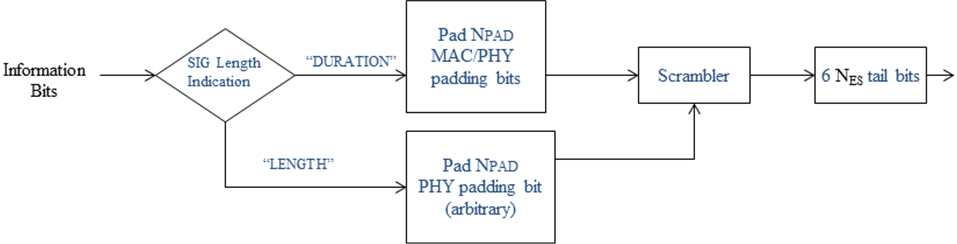 Information
Bits
SIG Length
Indication
“DURATION”
Pad NPAD
MAC/PHY
padding bits
Scrambler
6 NES tail bits
“LENGTH”
Pad NPAD
PHY padding bit
(arbitrary)